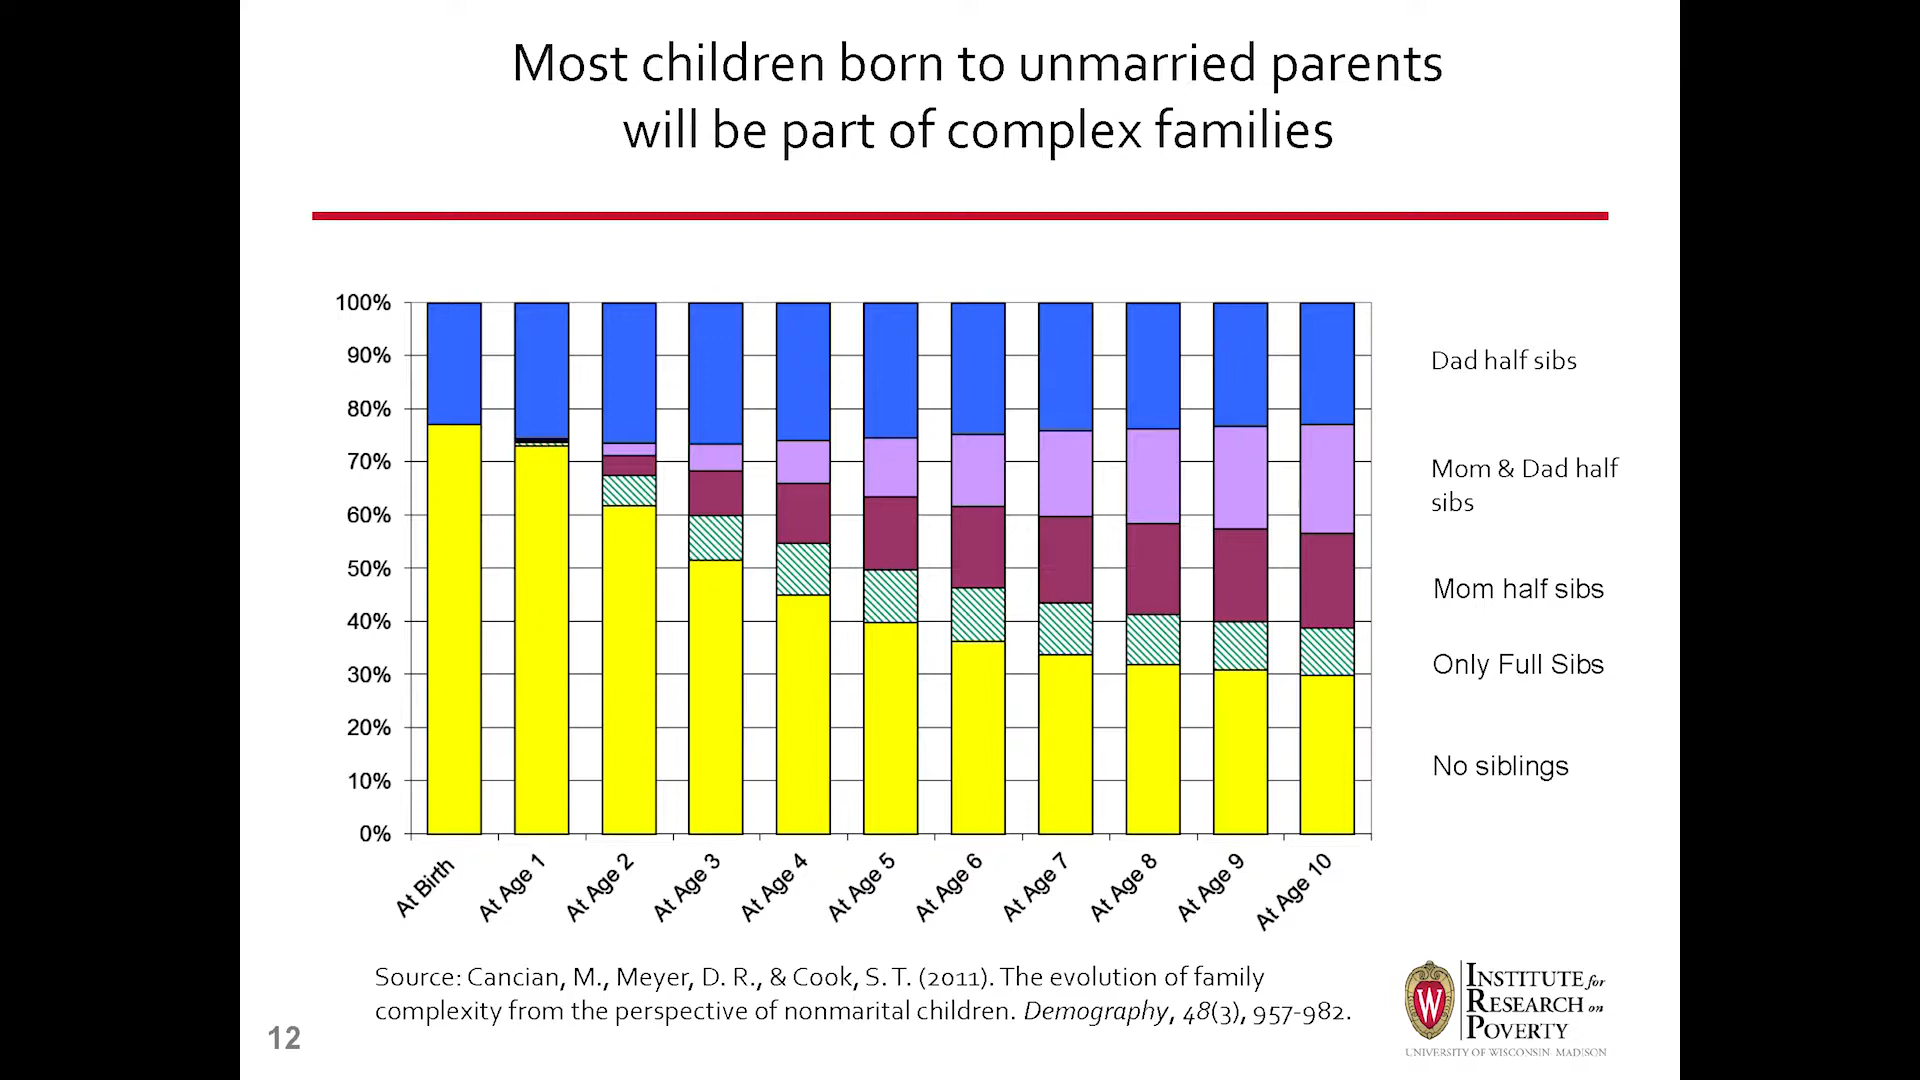 Most children born to unmarried parents
will be part of complex families
100%
90%
80%
70%
60%
50%
40%
30%
20%
10%
0%
At Birth
At Age 1
At Age 2
At Age 3
At Age 4
At Age 5
At Age 6
At Age 7
At Age 8
At Age 9
At Age 10
Dad half sibs
Mom & Dad half
sibs
Mom half sibs
Only Full Sibs
No siblings
Source: Cancian, M., Meyer, D. R., & Cook, S. T. (2011). The evolution of family
complexity from the perspective of nonmarital children. Demography, 48(3), 957-982.
12
W
INSTITUTE for
RESEARCH on
POVERTY
UNIVERSITY OF WISCONSIN-MADISON